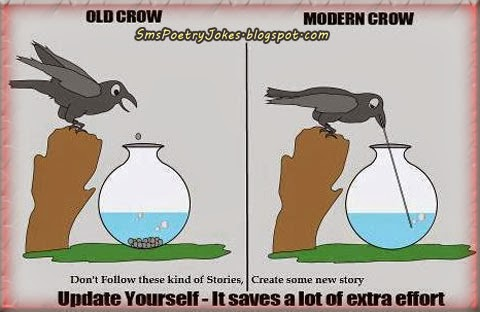 OLD CROW
MODERN CROW
SmsPoetryJokes.blogspot.com
Don't Follow these kind of Stories, Create some new story
Update Yourself - It saves a lot of extra effort